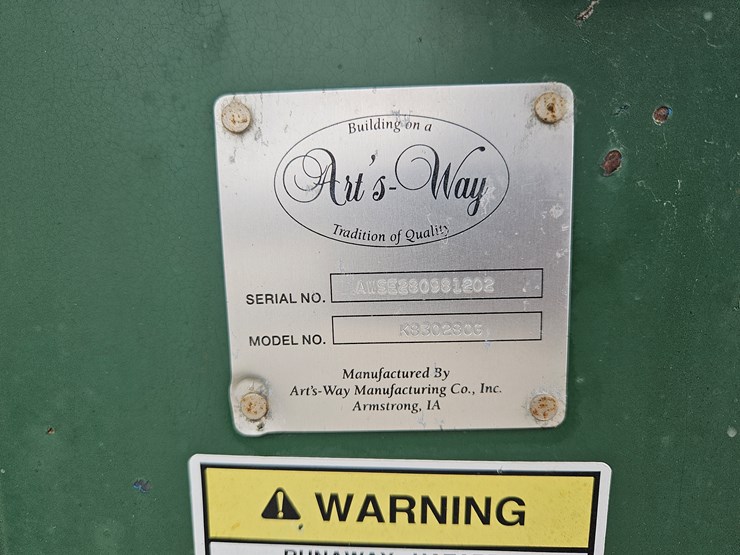 Building on a
Art's-Way
Tradition of Quality
SERIAL NO.
MODEL NO.
Manufactured By
Art's-Way Manufacturing Co., Inc.
Armstrong, IA
WARNING